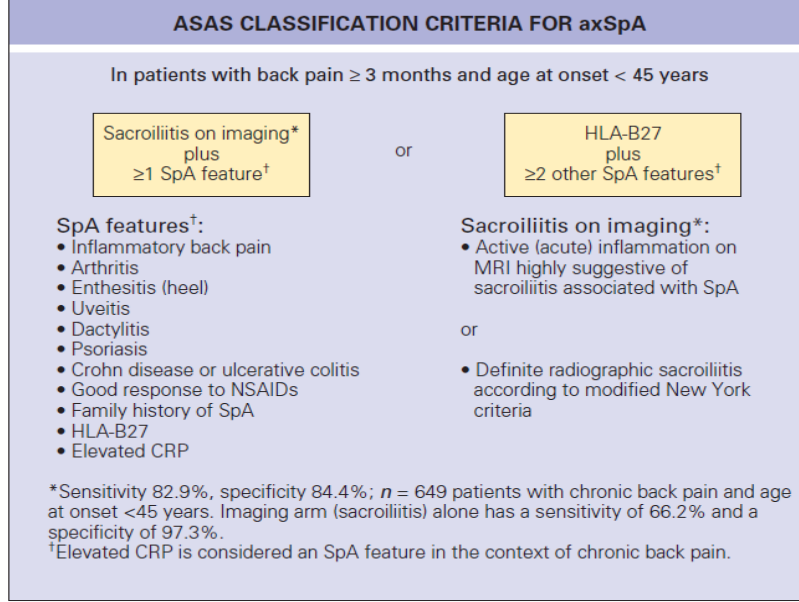 ASAS CLASSIFICATION CRITERIA FOR axSpA
In patients with back pain ≥ 3 months and age at onset < 45 years
Sacroiliitis on imaging*
plus
≥1 SpA feature†
or
HLA-B27
plus
≥2 other SpA features†
SpA features†:
• Inflammatory back pain
• Arthritis
• Enthesitis (heel)
• Uveitis
• Dactylitis
• Psoriasis
• Crohn disease or ulcerative colitis
• Good response to NSAIDs
• Family history of SpA
• HLA-B27
• Elevated CRP
Sacroiliitis on imaging*:
• Active (acute) inflammation on
MRI highly suggestive of
sacroiliitis associated with SpA
or
• Definite radiographic sacroiliitis
according to modified New York
criteria
*Sensitivity 82.9%, specificity 84.4%; n = 649 patients with chronic back pain and age
at onset <45 years. Imaging arm (sacroiliitis) alone has a sensitivity of 66.2% and a
specificity of 97.3%.
†Elevated CRP is considered an SpA feature in the context of chronic back pain.